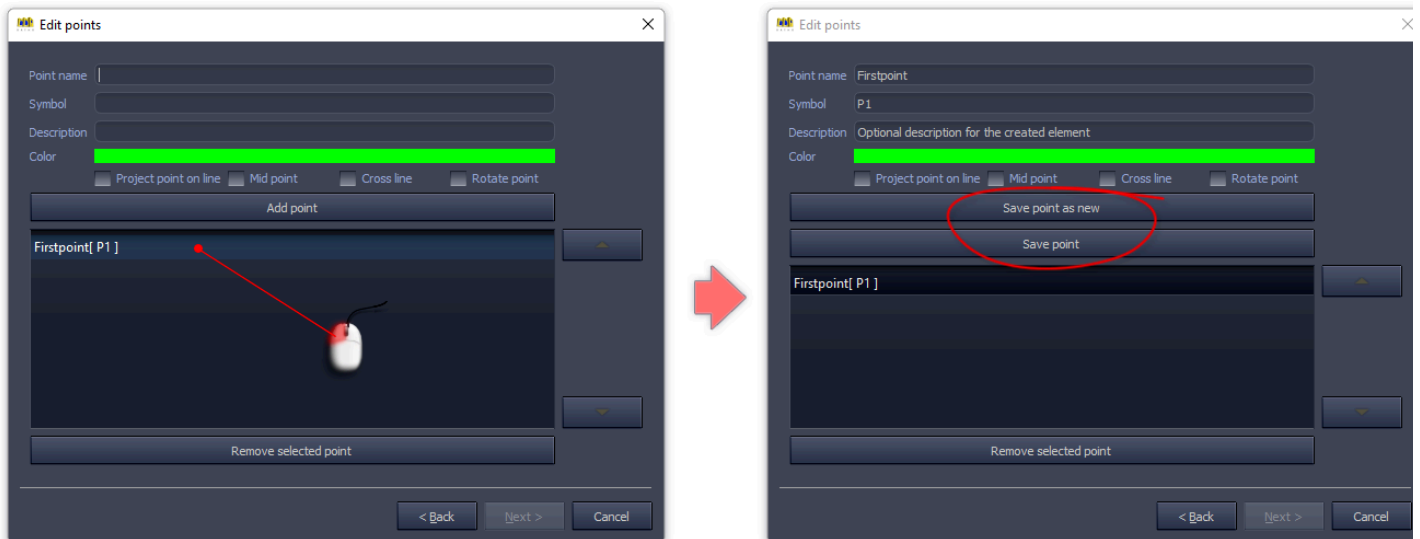 Edit points
Point name
Symbol
Description
Color
Project point on line Mid point Cross line Rotate point
Add point
Firstpoint[ P1 ]
Remove selected point
< Back Next > Cancel
Edit points
Point name Firstpoint
Symbol P1
Description Optional description for the created element
Color
Project point on line Mid point Cross line Rotate point
Save point as new
Save point
Firstpoint[ P1 ]
Remove selected point
< Back Next > Cancel